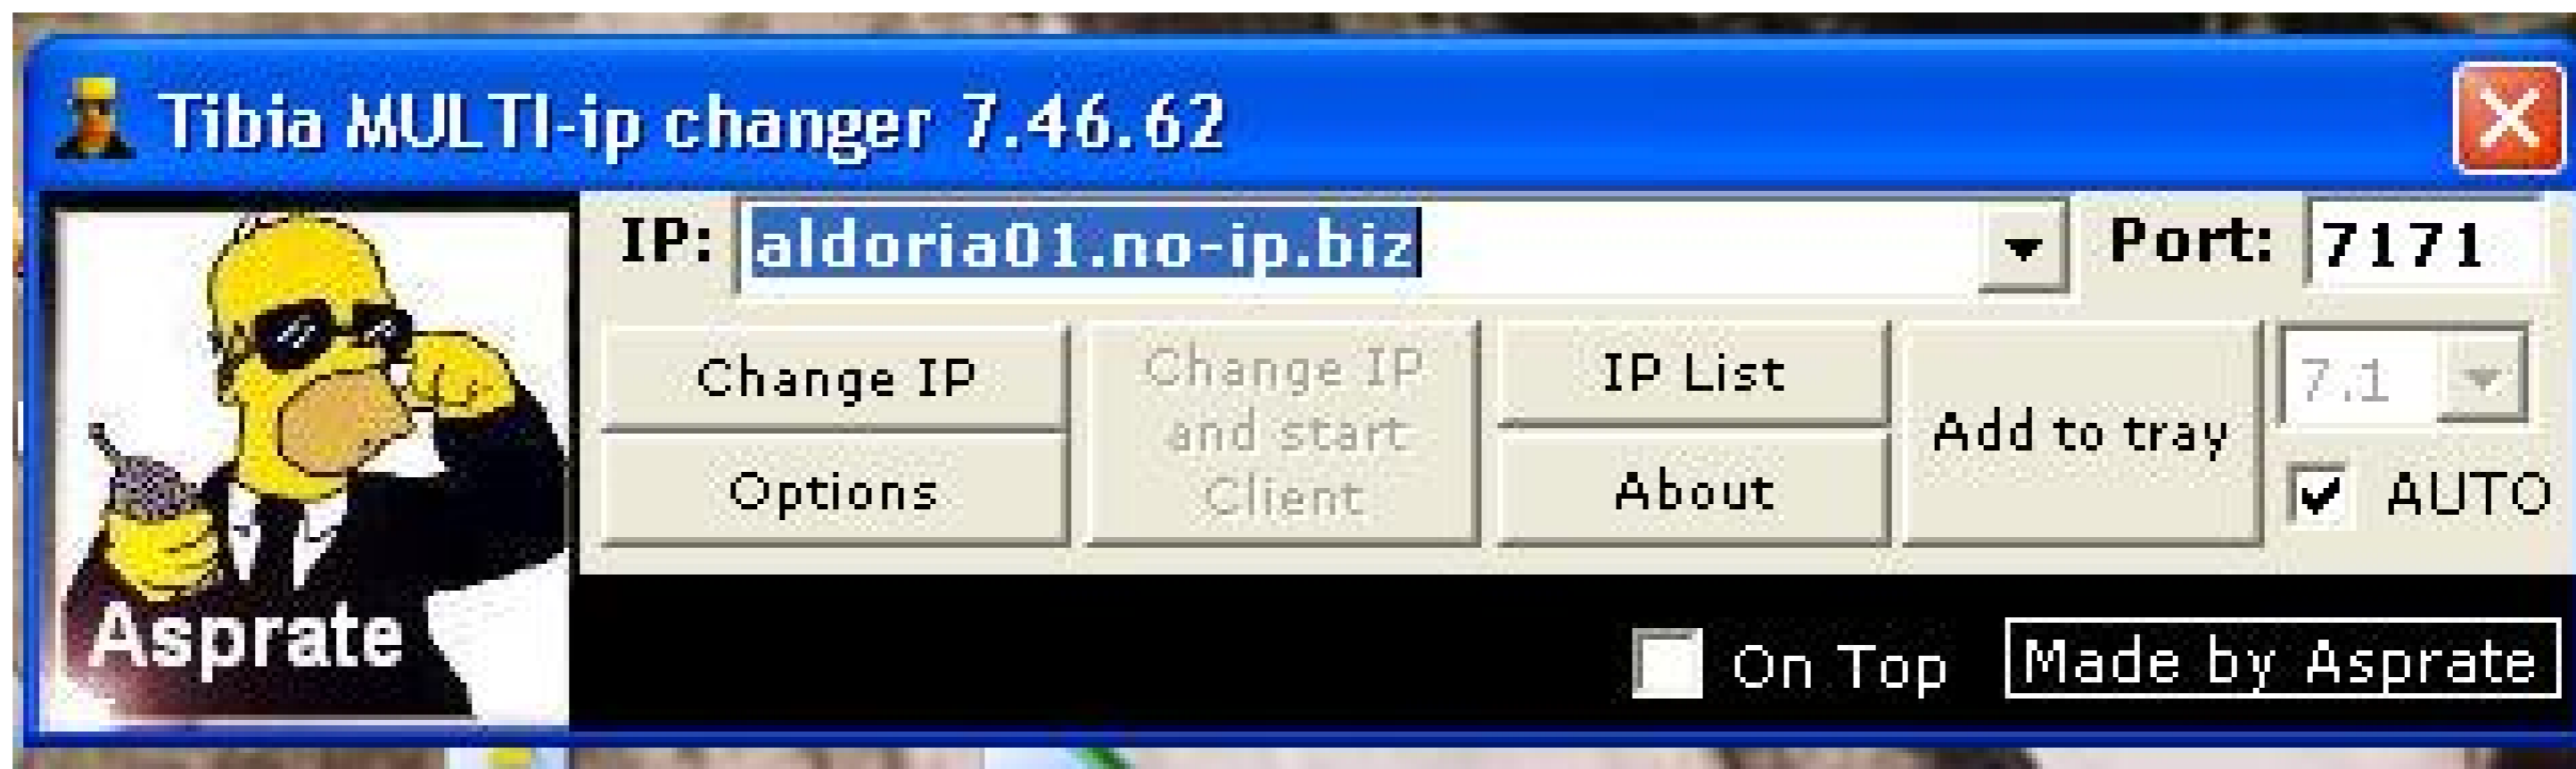 Tibia MULTI-ip changer 7.46.62
IP: aldoria01.no-ip.biz Port: 7171
Change IP
Change IP
and start
Client
IP List
Add to tray
7.1
Options
About
AUTO
Asprate
On Top
Made by Asprate